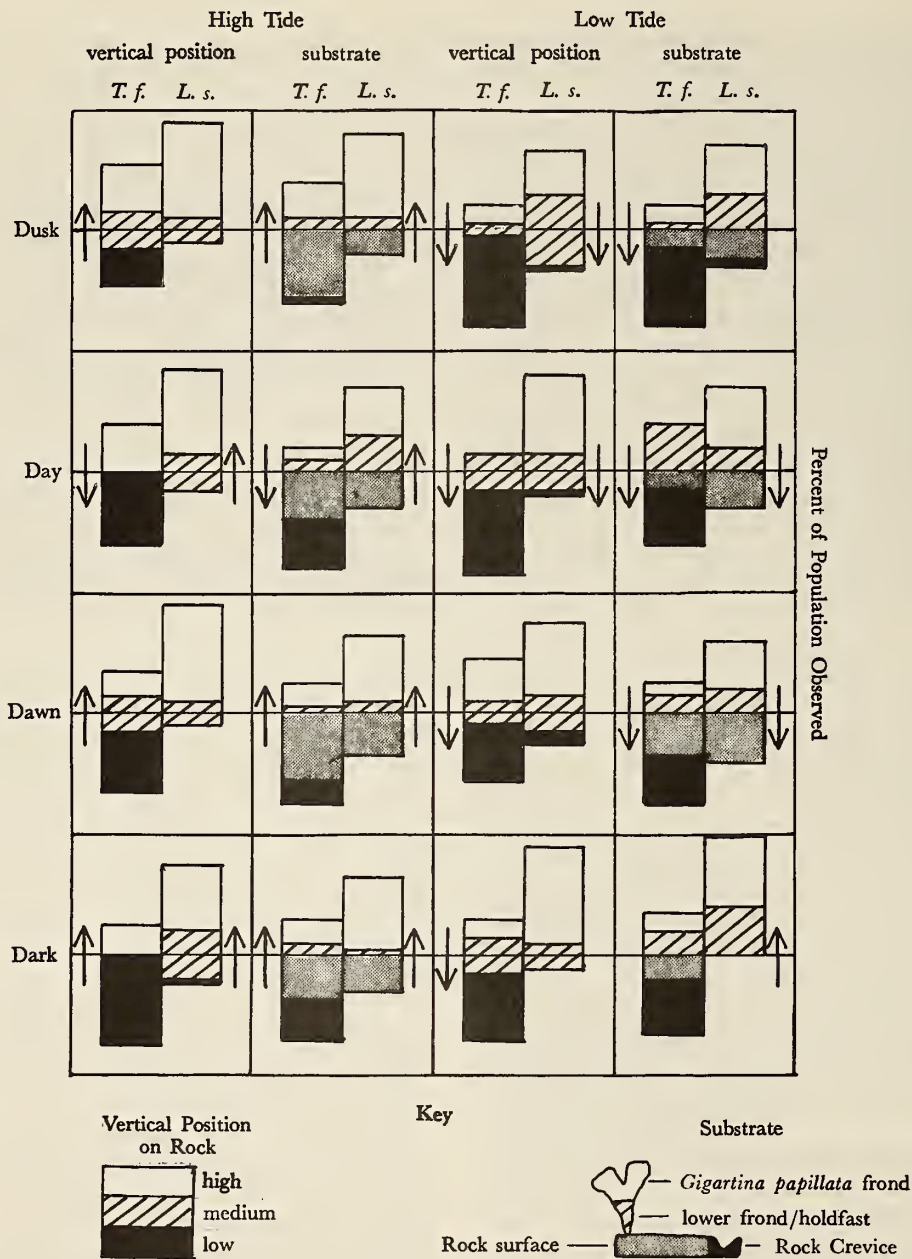 High Tide Low Tide
vertical position substrate vertical position substrate
T. f. L. s. T. f. L. s. T. f. L. s. T. f. L. s.
Dusk
Day
Dawn
Dark
Percent of Population Observed
Key
Vertical Position
on Rock
high
medium
low
Substrate
Gigartina papillata frond
lower frond/holdfast
Rock surface
Rock Crevice